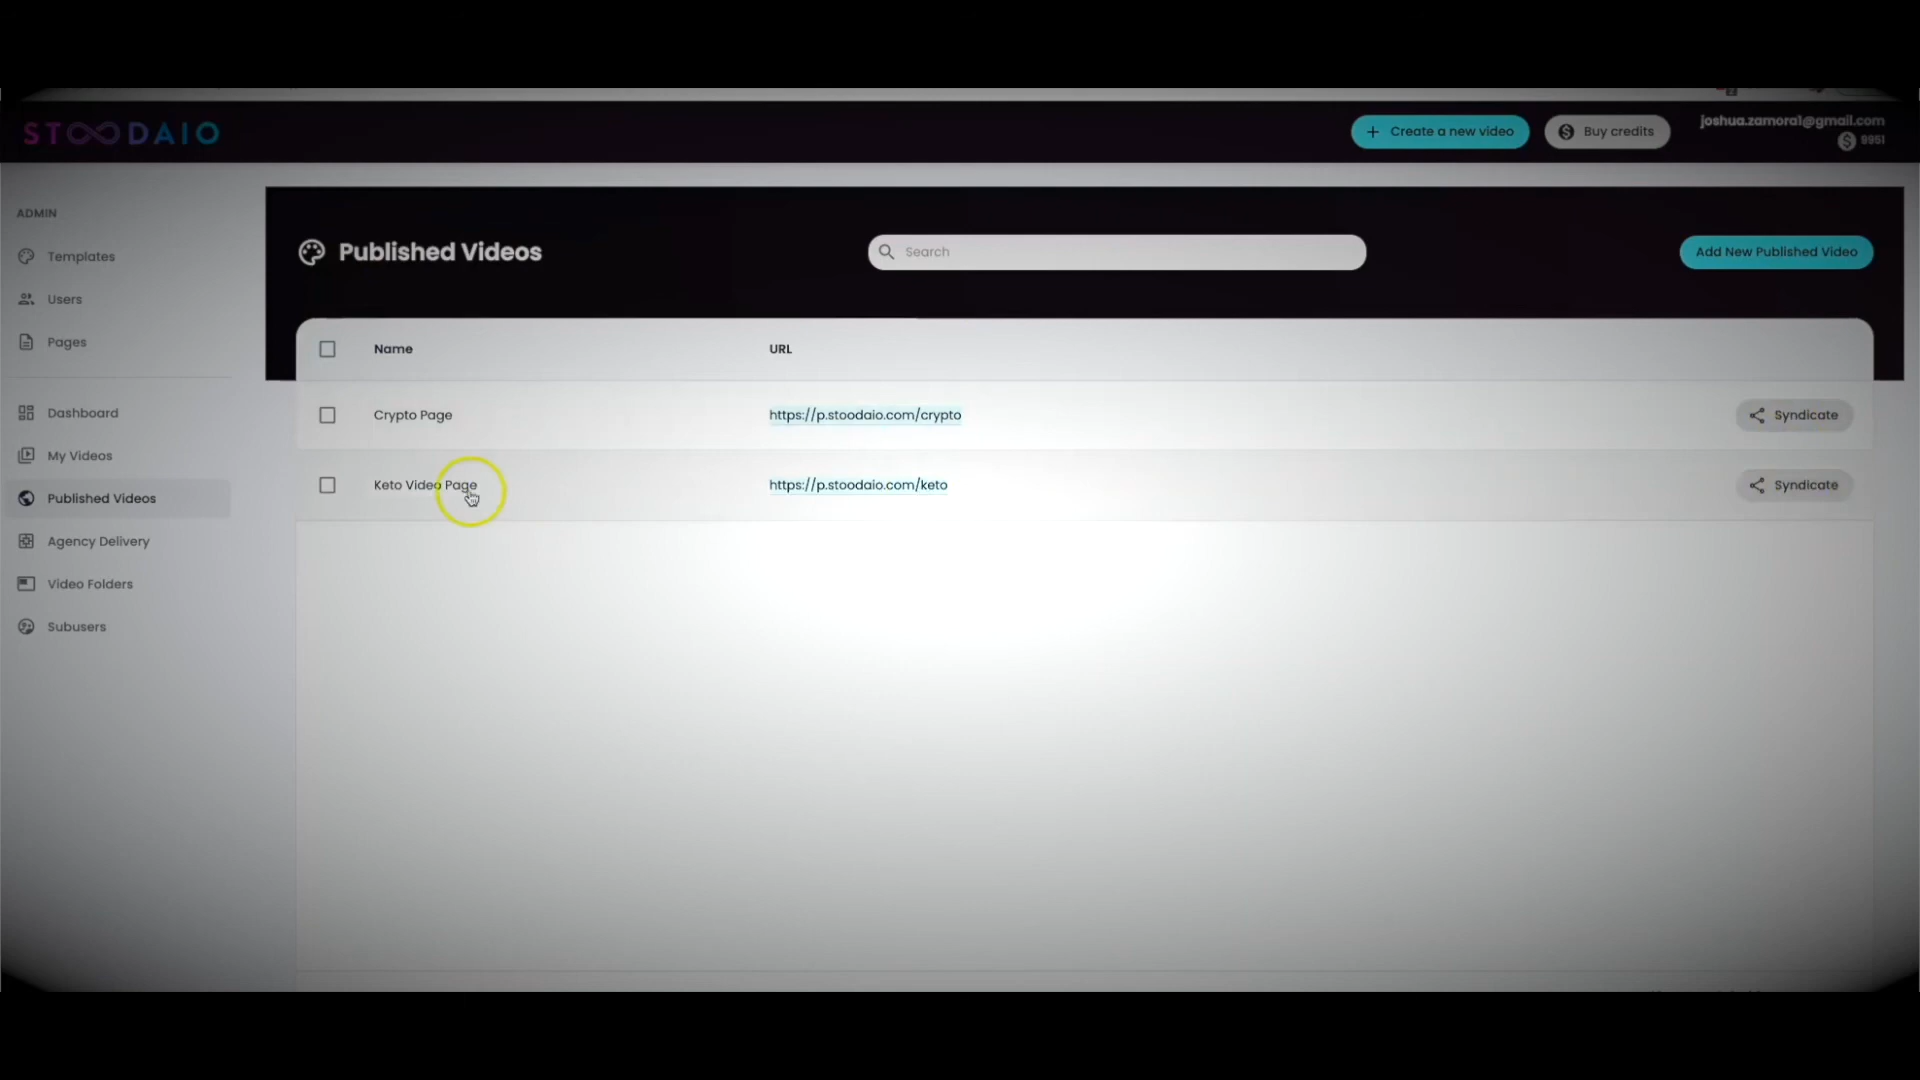 STOODAIO
Create a new video
Buy credits
joshua.zamora1@gmail.com
9951
ADMIN
Templates
Users
Pages
Dashboard
My Videos
Published Videos
Agency Delivery
Video Folders
Subusers
Published Videos
Search
Add New Published Video
Name URL
Crypto Page https://p.stoodaio.com/crypto Syndicate
Keto Video Page https://p.stoodaio.com/keto Syndicate